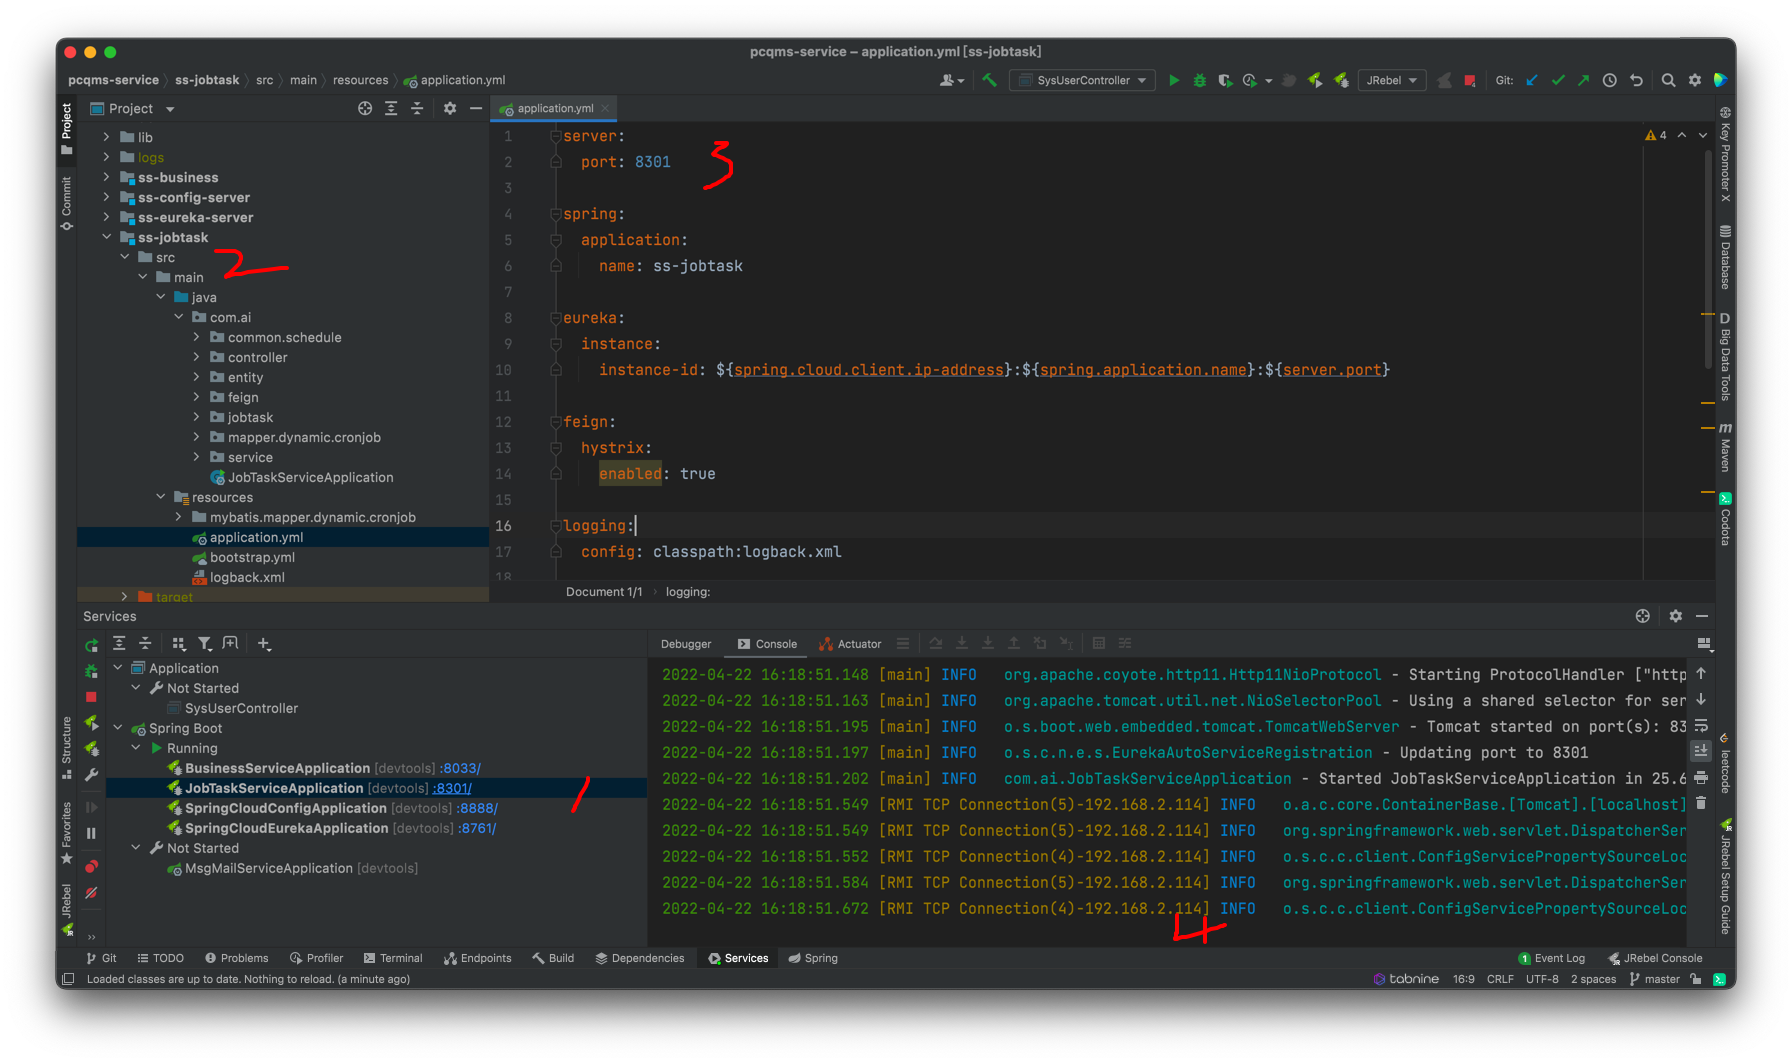 pcqms-service – application.yml [ss-jobtask]
pcqms-service ss-jobtask src main resources application.yml
SysUserController
JRebel
Git:
Project
application.yml
Project
Commit
Structure
Favorites
JRebel
lib
logs
ss-business
ss-config-server
ss-eureka-server
ss-jobtask
src
2
main
java
com.ai
common.schedule
controller
entity
feign
jobtask
mapper.dynamic.cronjob
service
JobTaskServiceApplication
resources
mybatis.mapper.dynamic.cronjob
application.yml
bootstrap.yml
logback.xml
target
1 server:
2 port: 8301
3
3
4 spring:
5 application:
6 name: ss-jobtask
7
8 eureka:
9 instance:
10 instance-id: ${spring.cloud.client.ip-address}:${spring.application.name}:${server.port}
11
12 feign:
13 hystrix:
14 enabled: true
15
16 logging:
17 config: classpath:logback.xml
18
4
Document 1/1 logging:
Key Promoter X
Database
D Big Data Tools
m Maven
Codota
leetcode
JRebel Setup Guide
Services
Application
Not Started
SysUserController
Spring Boot
Running
BusinessServiceApplication [devtools] :8033/
JobTaskServiceApplication [devtools] :8301/
1
SpringCloudConfigApplication [devtools] :8888/
SpringCloudEurekaApplication [devtools] :8761/
Not Started
MsgMailServiceApplication [devtools]
Debugger Console Actuator
2022-04-22 16:18:51.148 [main] INFO org.apache.coyote.http11.Http11NioProtocol - Starting ProtocolHandler ["http
2022-04-22 16:18:51.163 [main] INFO org.apache.tomcat.util.net.NioSelectorPool - Using a shared selector for ser
2022-04-22 16:18:51.195 [main] INFO o.s.boot.web.embedded.tomcat.TomcatWebServer - Tomcat started on port(s): 83
2022-04-22 16:18:51.197 [main] INFO o.s.c.n.e.s.EurekaAutoServiceRegistration - Updating port to 8301
2022-04-22 16:18:51.202 [main] INFO com.ai.JobTaskServiceApplication - Started JobTaskServiceApplication in 25.6
2022-04-22 16:18:51.549 [RMI TCP Connection(5)-192.168.2.114] INFO o.a.c.core.ContainerBase.[Tomcat].[localhost]
2022-04-22 16:18:51.549 [RMI TCP Connection(5)-192.168.2.114] INFO org.springframework.web.servlet.DispatcherSer
2022-04-22 16:18:51.552 [RMI TCP Connection(4)-192.168.2.114] INFO o.s.c.c.client.ConfigServicePropertySourceLoc
2022-04-22 16:18:51.584 [RMI TCP Connection(5)-192.168.2.114] INFO org.springframework.web.servlet.DispatcherSer
2022-04-22 16:18:51.672 [RMI TCP Connection(4)-192.168.2.114] INFO o.s.c.c.client.ConfigServicePropertySourceLoc
4
Git TODO Problems Profiler Terminal Endpoints Build Dependencies Services Spring 1 Event Log JRebel Console
Loaded classes are up to date. Nothing to reload. (a minute ago) tabnine 16:9 CRLF UTF-8 2 spaces master